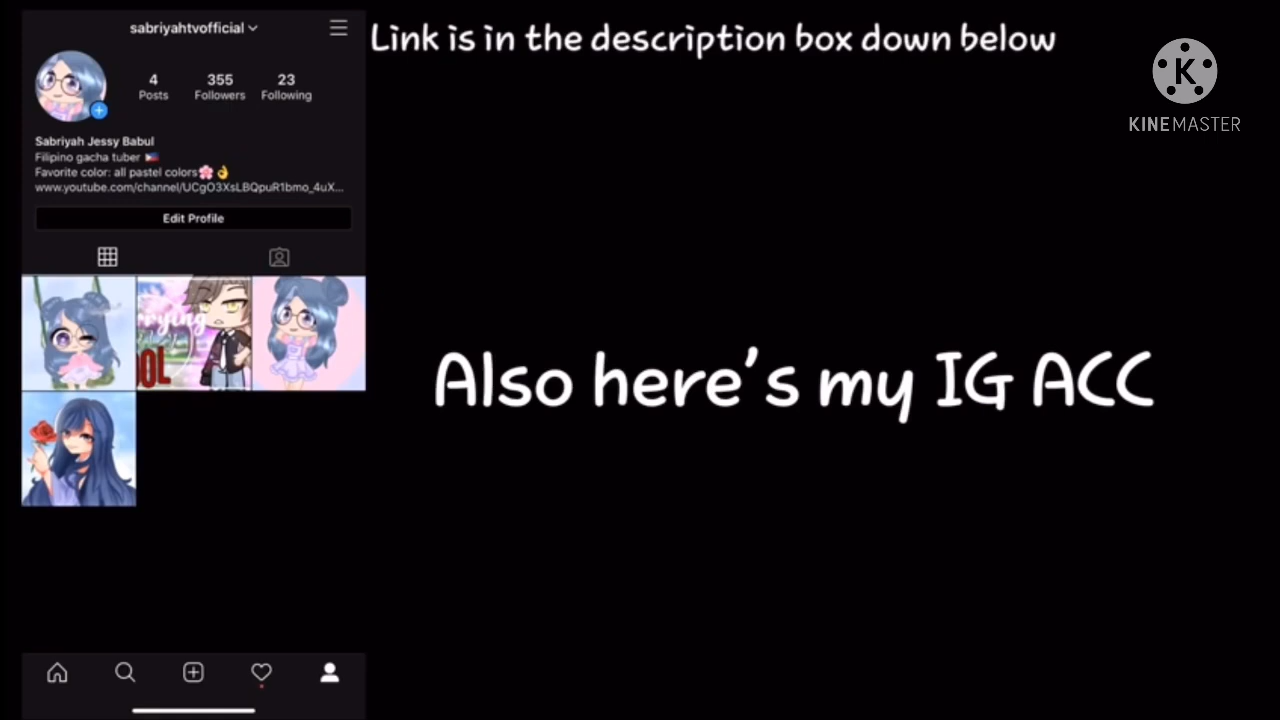 sabriyahtvofficial
4 355 23
Posts Followers Following
Sabriyah Jessy Babul
Filipino gacha tuber 🇵🇭
Favorite color: all pastel colors🌸👌
www.youtube.com/channel/UCgO3XsLBQpuR1bmo_4uX...
Edit Profile
Link is in the description box down below
K
KINEMASTER
Also here's my IG ACC